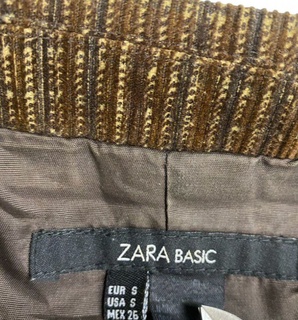 ZARA BASIC
EUR S
USA S
MEX 26